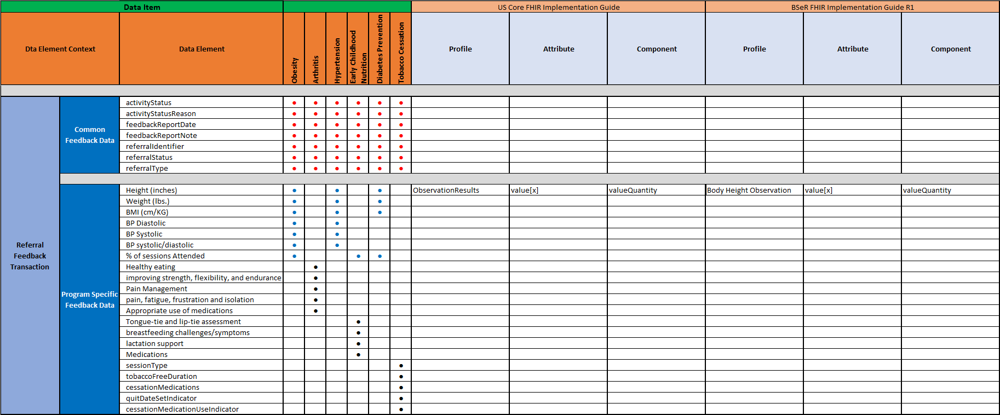 Data Item
US Core FHIR Implementation Guide
BSeR FHIR Implementation Guide R1
Dta Element Context
Data Element
Obesity
Arthritis
Hypertension
Early Childhood
Nutrition
Diabetes Prevention
Tobacco Cessation
Profile
Attribute
Component
Profile
Attribute
Component
Referral
Feedback
Transaction
Common
Feedback Data
activityStatus ● ● ● ● ● ●
activityStatusReason ● ● ● ● ● ●
feedbackReportDate ● ● ● ● ● ●
feedbackReportNote ● ● ● ● ● ●
referralIdentifier ● ● ● ● ● ●
referralStatus ● ● ● ● ● ●
referralType ● ● ● ● ● ●
Program Specific
Feedback Data
Height (inches) ● ● ● ObservationResults value[x] valueQuantity Body Height Observation value[x] valueQuantity
Weight (lbs.) ● ● ●
BMI (cm/KG) ● ● ●
BP Diastolic ● ●
BP Systolic ● ●
BP systolic/diastolic ● ●
% of sessions Attended ● ● ●
Healthy eating ●
improving strength, flexibility, and endurance ●
Pain Management ●
pain, fatigue, frustration and isolation ●
Appropriate use of medications ●
Tongue-tie and lip-tie assessment ●
breastfeeding challenges/symptoms ●
lactation support ●
Medications ●
sessionType ●
tobaccoFreeDuration ●
cessationMedications ●
quitDateSetIndicator ●
cessationMedicationUseIndicator ●